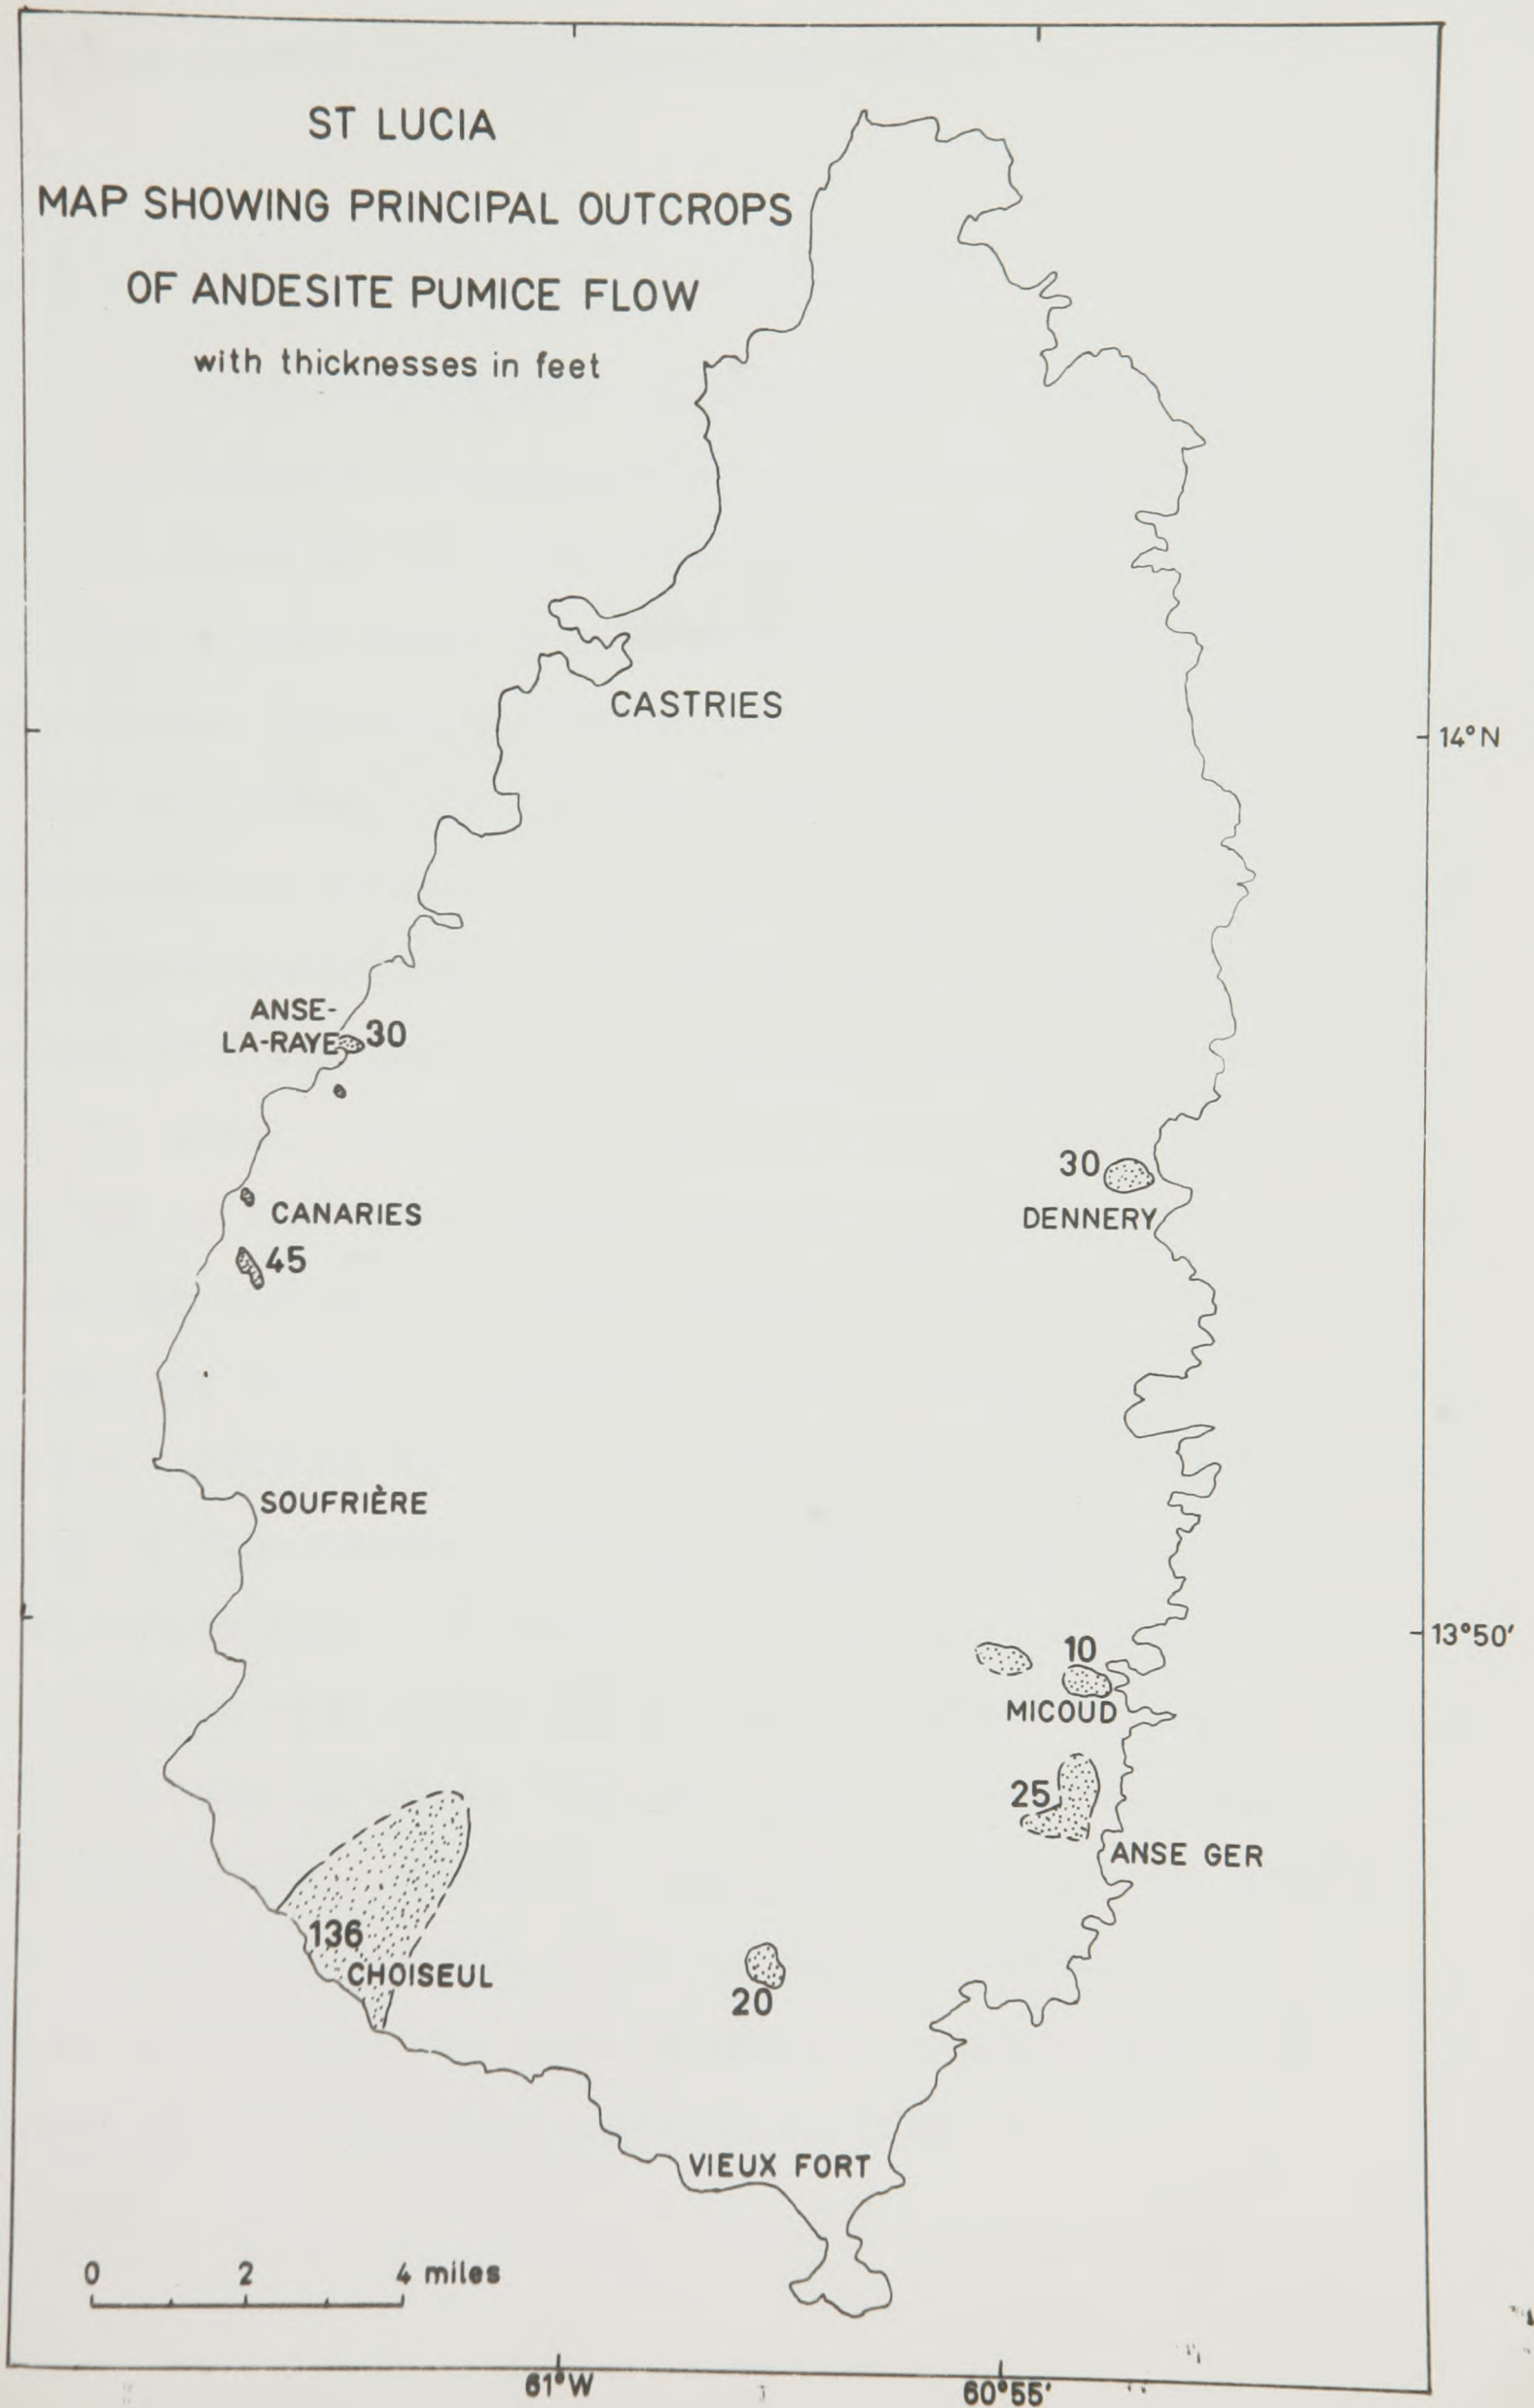 ST LUCIA
MAP SHOWING PRINCIPAL OUTCROPS
OF ANDESITE PUMICE FLOW
with thicknesses in feet
CASTRIES
14°N
ANSE-
LA-RAYE 30
30
CANARIES
DENNERY
45
SOUFRIÈRE
13°50'
10
MICOUD
25
ANSE GER
136
CHOISEUL
20
VIEUX FORT
0 2 4 miles
61°W 60°55'